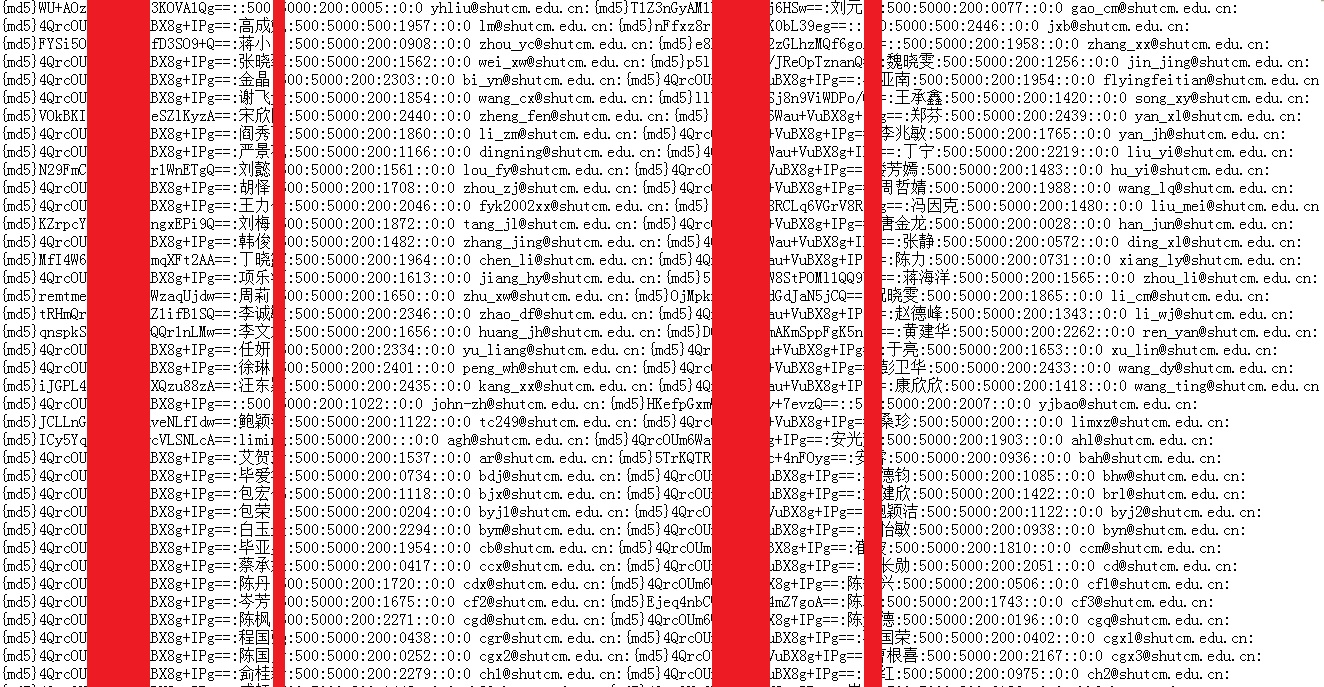 {md5}WU+AOz 3KOVA1Qg==::500 5000:200:0005::0:0 yhliu@shutcm.edu.cn:{md5}T1Z3nGyAM1 j6HSw==:刘元 :500:5000:200:0077::0:0 gao_cm@shutcm.edu.cn:
{md5}4QrcOU BX8g+IPg==:高成 :500:5000:200:1957::0:0 lm@shutcm.edu.cn:{md5}nFfxz8r X0bL39eg==: 500:500:2446::0:0 jxb@shutcm.edu.cn:
{md5}FYSi5O fD3SO9+Q==:蒋小 :500:5000:200:0908::0:0 zhou_yc@shutcm.edu.cn:{md5}e8 2zGLhzMQf6go :500:5000:200:1958::0:0 zhang_xx@shutcm.edu.cn:
{md5}4QrcOU BX8g+IPg==:张晓 :500:5000:200:1562::0:0 wei_xw@shutcm.edu.cn:{md5}p51 /JReOpTznanQ :魏晓雯:500:5000:200:1256::0:0 jin_jing@shutcm.edu.cn:
{md5}4QrcOU BX8g+IPg==:金晶 :500:5000:200:2303::0:0 bi_yn@shutcm.edu.cn:{md5}4QrcOU uBX8g+IPg==: 亚南:500:5000:200:1954::0:0 flyingfeitian@shutcm.edu.cn:
{md5}4QrcOU BX8g+IPg==:谢飞 :500:5000:200:1854::0:0 wang_cx@shutcm.edu.cn:{md5}1l Sj8n9ViWDPo/ =:王承鑫:500:5000:200:1420::0:0 song_xy@shutcm.edu.cn:
{md5}VOkBKI eSZlKyzA==:宋欣 :500:5000:200:2440::0:0 zheng_fen@shutcm.edu.cn:{md5} 6Wau+VuBX8g+ =:郑芬:500:5000:200:2439::0:0 yan_xl@shutcm.edu.cn:
{md5}4QrcOU BX8g+IPg==:阎秀 :500:5000:200:1860::0:0 li_zm@shutcm.edu.cn:{md5}4Qrc +VuBX8g+IPg= 李兆敏:500:5000:200:1765::0:0 yan_jh@shutcm.edu.cn:
{md5}4QrcOU BX8g+IPg==:严景 :500:5000:200:1166::0:0 dingning@shutcm.edu.cn:{md5}4 Wau+VuBX8g+I =:丁宁:500:5000:200:2219::0:0 liu_yi@shutcm.edu.cn:
{md5}N29FmC r1WnETgQ==:刘懿 :500:5000:200:1561::0:0 lou_fy@shutcm.edu.cn:{md5}4QrcO VuBX8g+IPg== 芳嫣:500:5000:200:1483::0:0 hu_yi@shutcm.edu.cn:
{md5}4QrcOU BX8g+IPg==:胡怿 :500:5000:200:1708::0:0 zhou_zj@shutcm.edu.cn:{md5}4Qrc +VuBX8g+IPg= 周哲婧:500:5000:200:1988::0:0 wang_lq@shutcm.edu.cn:
{md5}4QrcOU BX8g+IPg==:王力 :500:5000:200:2046::0:0 fyk2002xx@shutcm.edu.cn:{md5} 8RCLq6VGrV8R g==:冯因克:500:5000:200:1480::0:0 liu_mei@shutcm.edu.cn
{md5}KZrpcY ngxEPi9Q==:刘梅 :500:5000:200:1872::0:0 tang_jl@shutcm.edu.cn:{md5}4Qr u+VuBX8g+IPg 唐金龙:500:5000:200:0028::0:0 han_jun@shutcm.edu.cn:
{md5}4QrcOU BX8g+IPg==:韩俊 :500:5000:200:1482::0:0 zhang_jing@shutcm.edu.cn:{md5}4 Wau+VuBX8g+I =:张静:500:5000:200:0572::0:0 ding_xl@shutcm.edu.cn:
{md5}MfI4W6 mqXFt2AA==:丁晓 :500:5000:200:1964::0:0 chen_li@shutcm.edu.cn:{md5}4Q au+VuBX8g+IP :陈力:500:5000:200:0731::0:0 xiang_ly@shutcm.edu.cn:
{md5}4QrcOU BX8g+IPg==:项乐 :500:5000:200:1613::0:0 jiang_hy@shutcm.edu.cn:{md5}5 W8StPOM11QQ9 =:蒋海洋:500:5000:200:1565::0:0 zhou_li@shutcm.edu.cn:
{md5}remtme WzaqUjdw==:周莉 :500:5000:200:1650::0:0 zhu_xw@shutcm.edu.cn:{md5}OjMpk dGdJaN5jCQ== 晓雯:500:5000:200:1865::0:0 li_cm@shutcm.edu.cn:
{md5}tRHmQr Z1ifB1SQ==:李诚 :500:5000:200:2346::0:0 zhao_df@shutcm.edu.cn:{md5}4Q au+VuBX8g+IP :赵德峰:500:5000:200:1343::0:0 li_wj@shutcm.edu.cn:
{md5}qnspkS QQr1nLMw==:李文 :500:5000:200:1656::0:0 huang_jh@shutcm.edu.cn:{md5}D mAKmSppFgK5n =:黄建华:500:5000:200:2262::0:0 ren_yan@shutcm.edu.cn:
{md5}4QrcOU BX8g+IPg==:任妍 :500:5000:200:2334::0:0 yu_liang@shutcm.edu.cn:{md5}4Qr u+VuBX8g+IPg :于亮:500:5000:200:1653::0:0 xu_lin@shutcm.edu.cn:
{md5}4QrcOU BX8g+IPg==:徐琳 :500:5000:200:2401::0:0 peng_wh@shutcm.edu.cn:{md5}4Qr u+VuBX8g+IPg 彭卫华:500:5000:200:2433::0:0 wang_dy@shutcm.edu.cn:
{md5}iJGPL4 XQzu88zA==:汪东 :500:5000:200:2435::0:0 kang_xx@shutcm.edu.cn:{md5}4Q au+VuBX8g+IP :康欣欣:500:5000:200:1418::0:0 wang_ting@shutcm.edu.cn
{md5}4QrcOU BX8g+IPg==::500 5000:200:1022::0:0 john-zh@shutcm.edu.cn:{md5}HKefpGxm v+7evzQ==::5 :500:5000:200:2007::0:0 yjbao@shutcm.edu.cn:
{md5}JCLLnG veNLfIdw==:鲍颖 :500:5000:200:1122::0:0 tc249@shutcm.edu.cn:{md5}4QrcOU uBX8g+IPg==: 桑珍:500:5000:200:::0:0 limxz@shutcm.edu.cn:
{md5}ICy5Yq cVLSNLcA==:limi :500:5000:200:::0:0 agh@shutcm.edu.cn:{md5}4QrcOUm6Wa g+IPg==:安光 :500:5000:200:1903::0:0 ahl@shutcm.edu.cn:
{md5}4QrcOU BX8g+IPg==:艾贺 :500:5000:200:1537::0:0 ar@shutcm.edu.cn:{md5}5TrKQTR c+4nFOyg==:安 :500:5000:200:0936::0:0 bah@shutcm.edu.cn:
{md5}4QrcOU BX8g+IPg==:毕爱 :500:5000:200:0734::0:0 bdj@shutcm.edu.cn:{md5}4QrcOU uBX8g+IPg==: 德钧:500:5000:200:1085::0:0 bhw@shutcm.edu.cn:
{md5}4QrcOU BX8g+IPg==:包宏 :500:5000:200:1118::0:0 bjx@shutcm.edu.cn:{md5}4QrcOU uBX8g+IPg==: 健欣:500:5000:200:1422::0:0 brl@shutcm.edu.cn:
{md5}4QrcOU BX8g+IPg==:包荣 :500:5000:200:0204::0:0 byjl@shutcm.edu.cn:{md5}4QrcOU uBX8g+IPg==: 颖洁:500:5000:200:1122::0:0 byj2@shutcm.edu.cn:
{md5}4QrcOU BX8g+IPg==:白玉 :500:5000:200:2294::0:0 bym@shutcm.edu.cn:{md5}4QrcOU uBX8g+IPg==: 怡敏:500:5000:200:0938::0:0 byn@shutcm.edu.cn:
{md5}4QrcOU BX8g+IPg==:毕亚 :500:5000:200:1954::0:0 cb@shutcm.edu.cn:{md5}4QrcOUm BX8g+IPg==:崔 :500:5000:200:1810::0:0 ccm@shutcm.edu.cn:
{md5}4QrcOU BX8g+IPg==:蔡承 :500:5000:200:0417::0:0 ccx@shutcm.edu.cn:{md5}4QrcOU uBX8g+IPg==: 长勋:500:5000:200:2051::0:0 cd@shutcm.edu.cn:
{md5}4QrcOU BX8g+IPg==:陈丹 :500:5000:200:1720::0:0 cdx@shutcm.edu.cn:{md5}4QrcOUm6 X8g+IPg==:陈 兴:500:5000:200:0506::0:0 cf1@shutcm.edu.cn:
{md5}4QrcOU BX8g+IPg==:岑芳 :500:5000:200:1675::0:0 cf2@shutcm.edu.cn:{md5}Ejeq4nbC 4mZ7goA==:陈 :500:5000:200:1743::0:0 cf3@shutcm.edu.cn:
{md5}4QrcOU BX8g+IPg==:陈枫 :500:5000:200:2271::0:0 cgd@shutcm.edu.cn:{md5}4QrcOUm6 X8g+IPg==:陈 德:500:5000:200:0196::0:0 cgq@shutcm.edu.cn:
{md5}4QrcOU BX8g+IPg==:程国 :500:5000:200:0438::0:0 cgr@shutcm.edu.cn:{md5}4QrcOU uBX8g+IPg==: 国荣:500:5000:200:0402::0:0 cgx1@shutcm.edu.cn:
{md5}4QrcOU BX8g+IPg==:陈国 :500:5000:200:0252::0:0 cgx2@shutcm.edu.cn:{md5}4Qrc VuBX8g+IPg== 曹根喜:500:5000:200:2167::0:0 cgx3@shutcm.edu.cn:
{md5}4QrcOU BX8g+IPg==: 桂 :500:5000:200:2279::0:0 ch1@shutcm.edu.cn:{md5}4QrcOU uBX8g+IPg==: 红:500:5000:200:0975::0:0 ch2@shutcm.edu.cn: